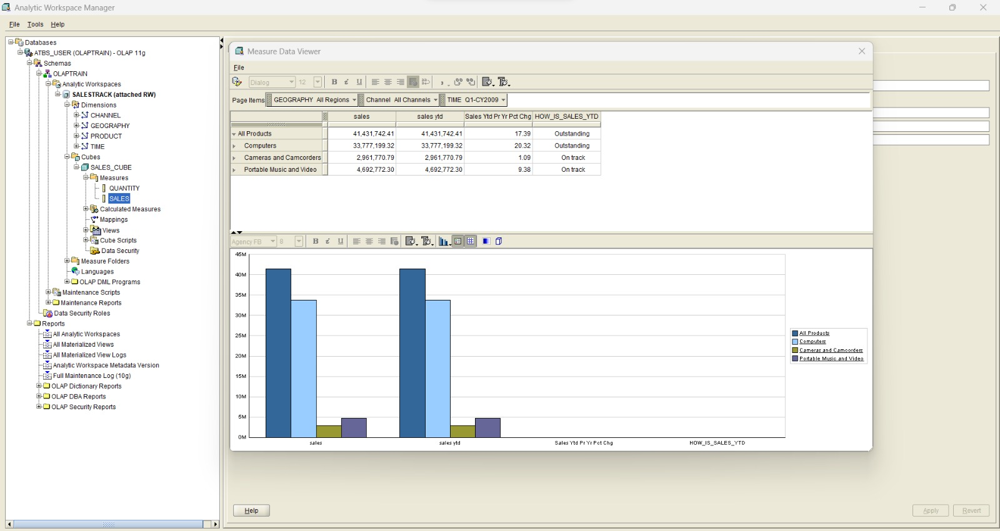 Analytic Workspace Manager
File Tools Help
Databases
ATBS_USER (OLAPTRAIN) - OLAP 11g
Schemas
OLAPTRAIN
Analytic Workspaces
SALESTRACK (attached RW)
Dimensions
CHANNEL
GEOGRAPHY
PRODUCT
TIME
Cubes
SALES_CUBE
Measures
QUANTITY
SALES
Calculated Measures
Mappings
Views
Cube Scripts
Data Security
Measure Folders
Languages
OLAP DML Programs
Maintenance Scripts
Maintenance Reports
Data Security Roles
Reports
All Analytic Workspaces
All Materialized Views
All Materialized View Logs
Analytic Workspace Metadata Version
Full Maintenance Log (10g)
OLAP Dictionary Reports
OLAP DBA Reports
OLAP Security Reports
Measure Data Viewer
File
Dialog 12 B i U
Page Items GEOGRAPHY All Regions Channel All Channels TIME Q1-CY2009
sales sales ytd Sales Ytd Pr Yr Pct Chg HOW_IS_SALES_YTD
All Products 41,431,742.41 41,431,742.41 17.39 Outstanding
Computers 33,777,199.32 33,777,199.32 20.32 Outstanding
Cameras and Camcorders 2,961,770.79 2,961,770.79 1.09 On track
Portable Music and Video 4,692,772.30 4,692,772.30 9.38 On track
Agency FB 8 B i U
45M
40M
35M
30M
25M
20M
15M
10M
5M
0M
sales sales ytd Sales Ytd Pr Yr Pct Chg HOW_IS_SALES_YTD
All Products
Computers
Cameras and Camcorders
Portable Music and Video
Help Apply Revert